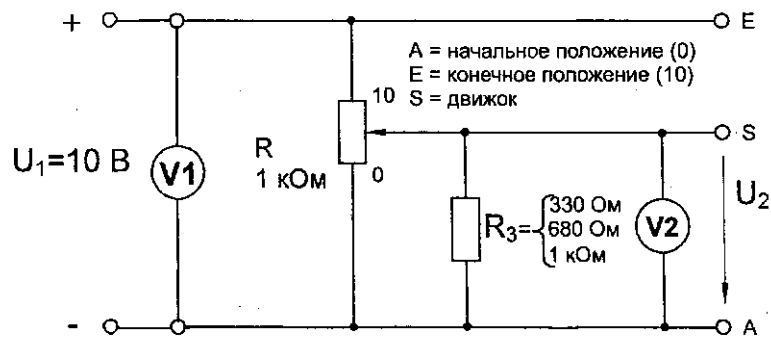 +
E
A = начальное положение (0)
E = конечное положение (10)
S = движок
10
S
U₁=10 В
V1
R
1 кОм
0
R₃=
330 Ом
680 Ом
1 кОм
V2
U₂
-
A